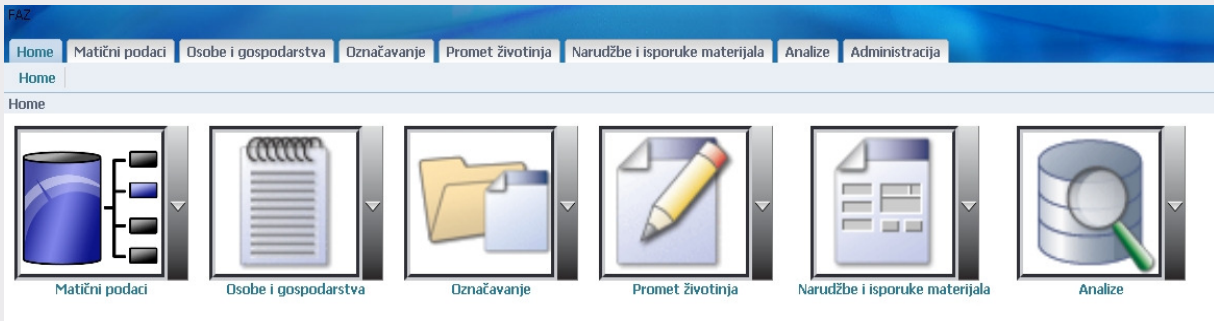 FAZ
Home Matični podaci Osobe i gospodarstva Označavanje Promet životinja Narudžbe i isporuke materijala Analize Administracija
Home
Home
Matični podaci Osobe i gospodarstva Označavanje Promet životinja Narudžbe i isporuke materijala Analize